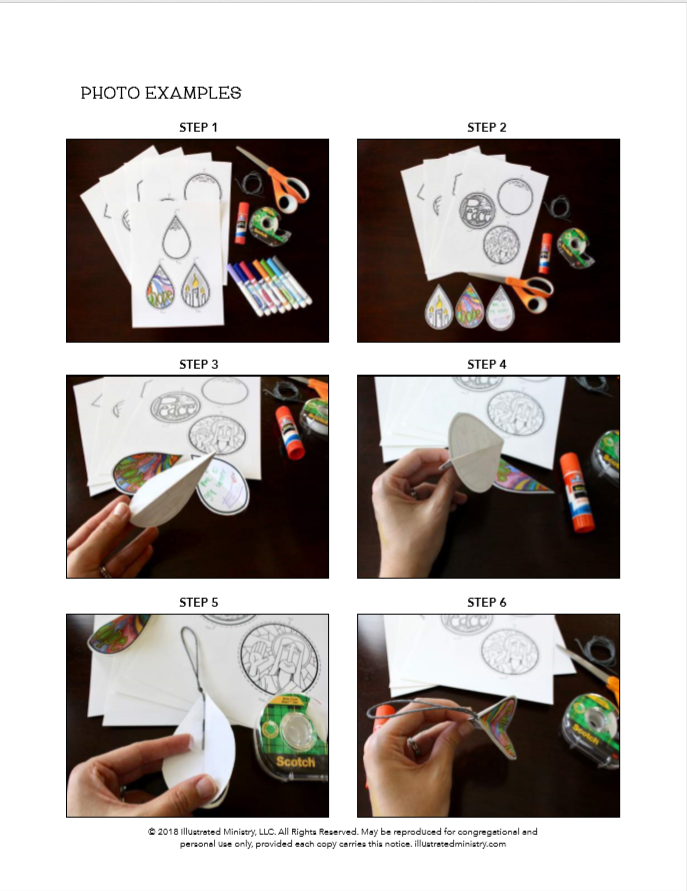 PHOTO EXAMPLES
STEP 1
STEP 2
STEP 3
STEP 4
STEP 5
Scotch
STEP 6
Scotch
© 2018 Illustrated Ministry, LLC. All Rights Reserved. May be reproduced for congregational and
personal use only, provided each copy carries this notice. illustratedministry.com